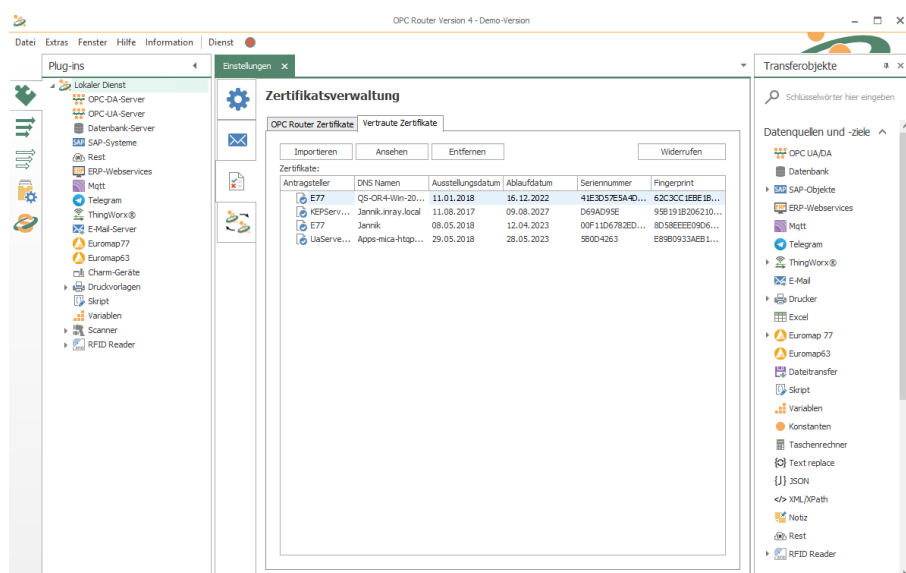 OPC Router Version 4 - Demo-Version
Datei Extras Fenster Hilfe Information Dienst
Plug-ins
Lokaler Dienst
OPC-DA-Server
OPC-UA-Server
Datenbank-Server
SAP SAP-Systeme
Rest
ERP-Webservices
Mqtt
Telegram
ThingWorx®
E-Mail-Server
Euromap77
Euromap63
Charm-Geräte
Druckvorlagen
Skript
Variablen
Scanner
RFID Reader
Einstellungen
Zertifikatsverwaltung
OPC Router Zertifikate Vertraute Zertifikate
Importieren Ansehen Entfernen Widerrufen
Zertifikate:
Antragsteller DNS Namen Ausstellungsdatum Ablaufdatum Seriennummer Fingerprint
E77 QS-OR4-Win-20... 11.01.2018 16.12.2022 41E3D57E5A4D... 62C3CC1EBE1B...
KEPServ... Jannik.inray.local 11.08.2017 09.08.2027 D69AD95E 95B191B206210...
E77 Jannik 08.05.2018 12.04.2023 00F11D6782ED... 8D58EEEE09D6...
UaServe... Apps-mica-htqp... 29.05.2018 28.05.2023 5B0D4263 E89B0933AEB1...
Transferobjekte
Schlüsselwörter hier eingeben
Datenquellen und -ziele
OPC UA/DA
Datenbank
SAP SAP-Objekte
ERP-Webservices
Mqtt
Telegram
ThingWorx®
E-Mail
Drucker
Excel
Euromap 77
Euromap63
Dateitransfer
Skript
Variablen
Konstanten
Taschenrechner
Text replace
{J} JSON
</> XML/XPath
Notiz
Rest
RFID Reader